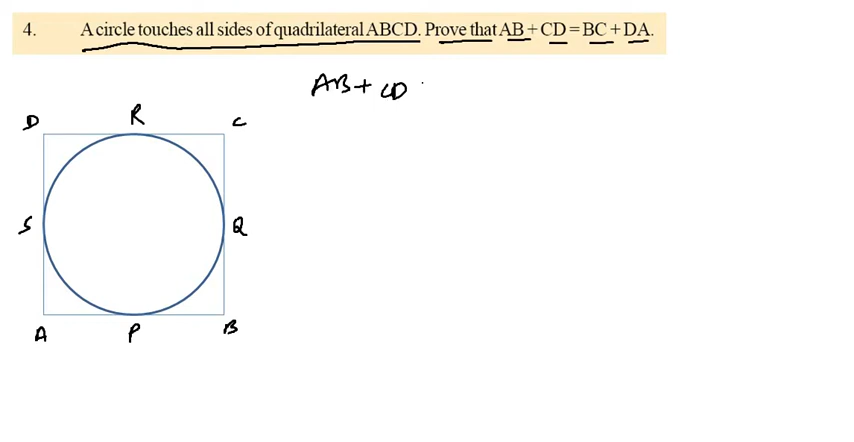 4. A circle touches all sides of quadrilateral ABCD. Prove that AB + CD = BC + DA.
AB + CD
D R C
S Q
A P B